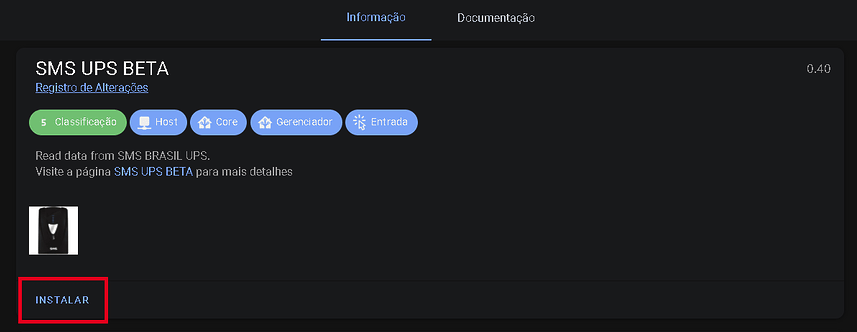 Informação Documentação
SMS UPS BETA 0.40
Registro de Alterações
5 Classificação Host Core Gerenciador Entrada
Read data from SMS BRASIL UPS.
Visite a página SMS UPS BETA para mais detalhes
INSTALAR